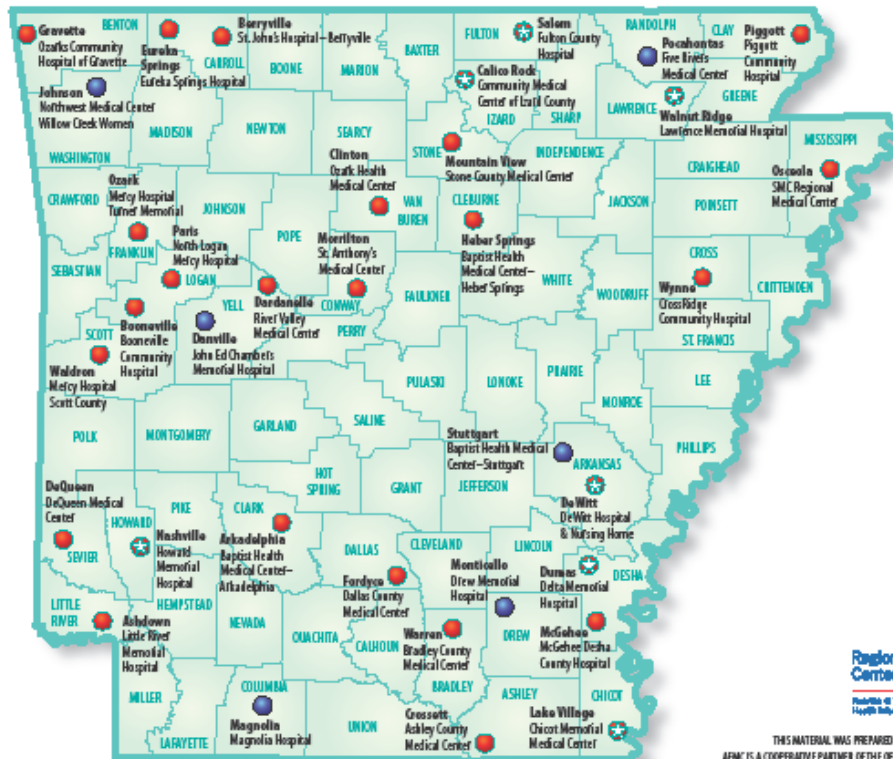 BENTON
Gravette
Ozarks Community
Hospital of Gravette
Eureka
Springs
Eureka Springs Hospital
Berryville
St. John's Hospital–Berryville
CARROLL
BOONE
MARION
BAXTER
FULTON
Salem
Fulton County
Hospital
RANDOLPH
Pocahontas
Five Rivers
Medical Center
CLAY
Piggott
Piggott
Community
Hospital
Johnson
Northwest Medical Center
Willow Creek Women
Calico Rock
Community Medical
Center of Izard County
IZARD
SHARP
LAWRENCE
Walnut Ridge
Lawrence Memorial Hospital
GREENE
WASHINGTON
MADISON
NEWTON
SEARCY
STONE
Mountain View
Stone County Medical Center
INDEPENDENCE
CRAIGHEAD
MISSISSIPPI
Osceola
SMC Regional
Medical Center
CRAWFORD
Ozark
Mercy Hospital
Turner Memorial
FRANKLIN
JOHNSON
POPE
Clinton
Ozark Health
Medical Center
VAN
BUREN
CLEBURNE
Heber Springs
Baptist Health
Medical Center–
Heber Springs
JACKSON
POINSETT
SEBASTIAN
Paris
North Logan
Mercy Hospital
LOGAN
Morrilton
St. Anthony's
Medical Center
CONWAY
FAULKNER
WHITE
WOODRUFF
CROSS
Wynne
CrossRidge
Community Hospital
CRITTENDEN
SCOTT
Booneville
Booneville
Community
Hospital
YELL
Danville
John Ed Chambers
Memorial Hospital
Dardanelle
River Valley
Medical Center
PERRY
ST. FRANCIS
Waldron
Mercy Hospital
Scott County
PULASKI
LONOKE
PRAIRIE
MONROE
LEE
PHILLIPS
POLK
MONTGOMERY
GARLAND
SALINE
HOT
SPRING
GRANT
JEFFERSON
Stuttgart
Baptist Health Medical
Center–Stuttgart
ARKANSAS
DeWitt
DeWitt Hospital
& Nursing Home
DeQueen
DeQueen Medical
Center
SEVIER
HOWARD
PIKE
Nashville
Howard
Memorial
Hospital
CLARK
Arkadelphia
Baptist Health
Medical Center–
Arkadelphia
DALLAS
Fordyce
Dallas County
Medical Center
CLEVELAND
LINCOLN
Monticello
Drew Memorial
Hospital
DREW
Dumas
Delta Memorial
Hospital
DESHA
McGehee
McGehee Desha
County Hospital
LITTLE
RIVER
Ashdown
Little River
Memorial
Hospital
HEMPSTEAD
NEVADA
OUACHITA
CALHOUN
Warren
Bradley County
Medical Center
BRADLEY
MILLER
LAFAYETTE
COLUMBIA
Magnolia
Magnolia Hospital
UNION
ASHLEY
Crossett
Ashley County
Medical Center
CHICOT
Lake Village
Chicot Memorial
Medical Center
Region
Center
THIS MATERIAL WAS PREPARED
AFMC IS A COOPERATIVE PARTNER OF THE OF